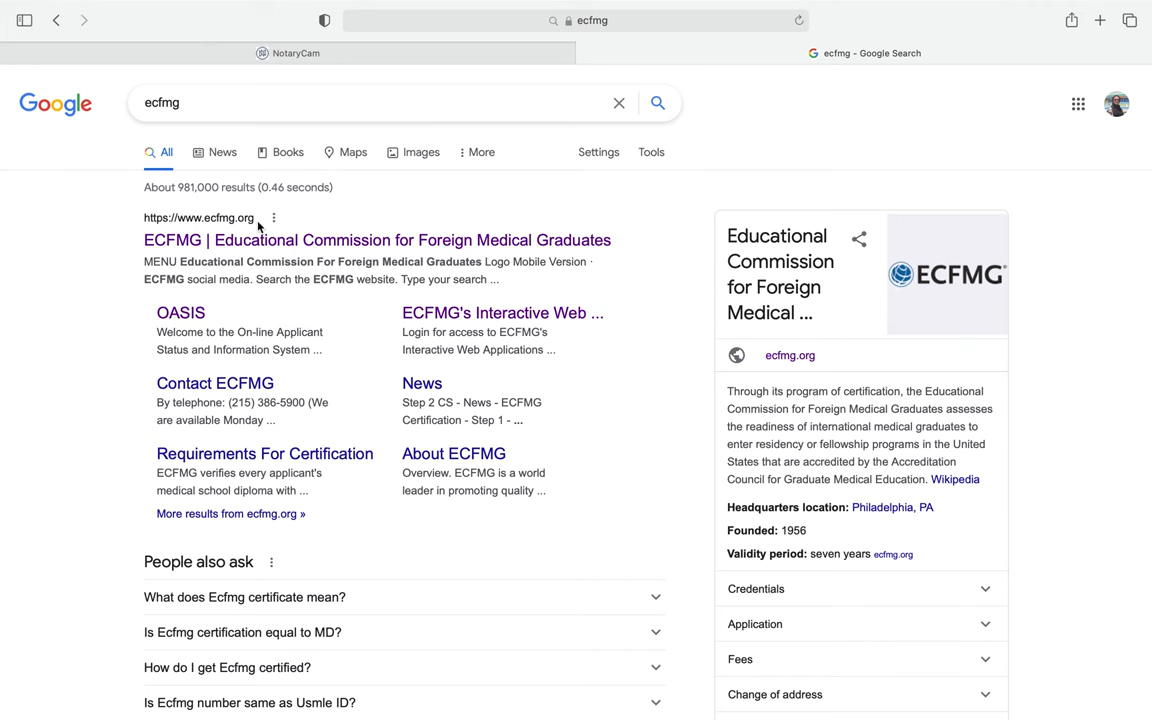 ecfmg
NotaryCam
ecfmg - Google Search
Google
ecfmg
All
News
Books
Maps
Images
More
Settings
Tools
About 981,000 results (0.46 seconds)
https://www.ecfmg.org
ECFMG | Educational Commission for Foreign Medical Graduates
MENU Educational Commission For Foreign Medical Graduates Logo Mobile Version ·
ECFMG social media. Search the ECFMG website. Type your search ...
OASIS
Welcome to the On-line Applicant
Status and Information System ...
ECFMG's Interactive Web ...
Login for access to ECFMG's
Interactive Web Applications ...
Contact ECFMG
By telephone: (215) 386-5900 (We
are available Monday ...
News
Step 2 CS - News - ECFMG
Certification - Step 1 - ...
Requirements For Certification
ECFMG verifies every applicant's
medical school diploma with ...
About ECFMG
Overview. ECFMG is a world
leader in promoting quality ...
More results from ecfmg.org »
People also ask
What does Ecfmg certificate mean?
Is Ecfmg certification equal to MD?
How do I get Ecfmg certified?
Is Ecfmg number same as Usmle ID?
Educational
Commission
for Foreign
Medical ...
ECFMG®
ecfmg.org
Through its program of certification, the Educational
Commission for Foreign Medical Graduates assesses
the readiness of international medical graduates to
enter residency or fellowship programs in the United
States that are accredited by the Accreditation
Council for Graduate Medical Education. Wikipedia
Headquarters location: Philadelphia, PA
Founded: 1956
Validity period: seven years ecfmg.org
Credentials
Application
Fees
Change of address